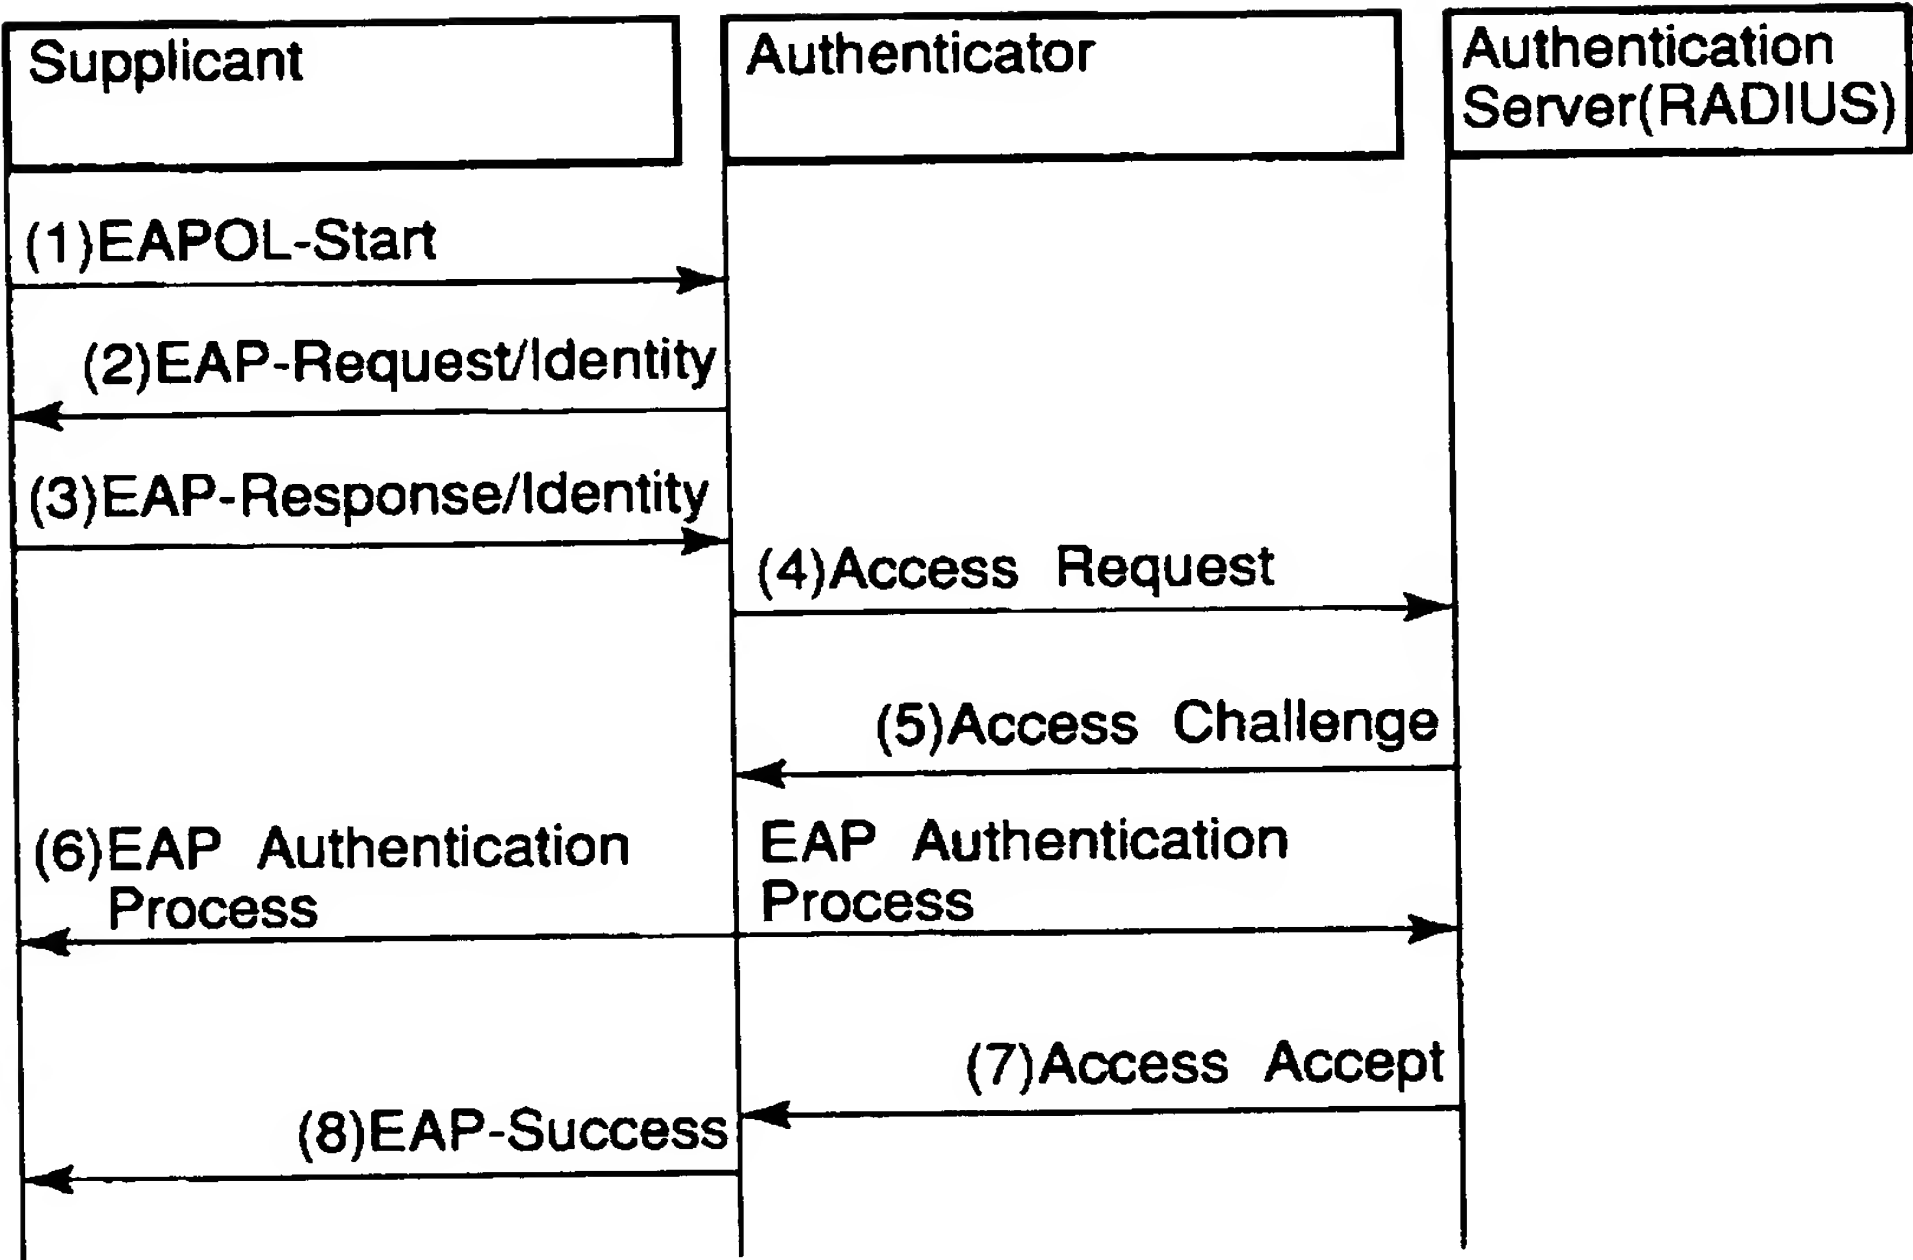 Supplicant
Authenticator
Authentication
Server(RADIUS)
(1)EAPOL-Start
(2)EAP-Request/Identity
(3)EAP-Response/Identity
(4)Access Request
(5)Access Challenge
(6)EAP Authentication
Process
EAP Authentication
Process
(7)Access Accept
(8)EAP-Success